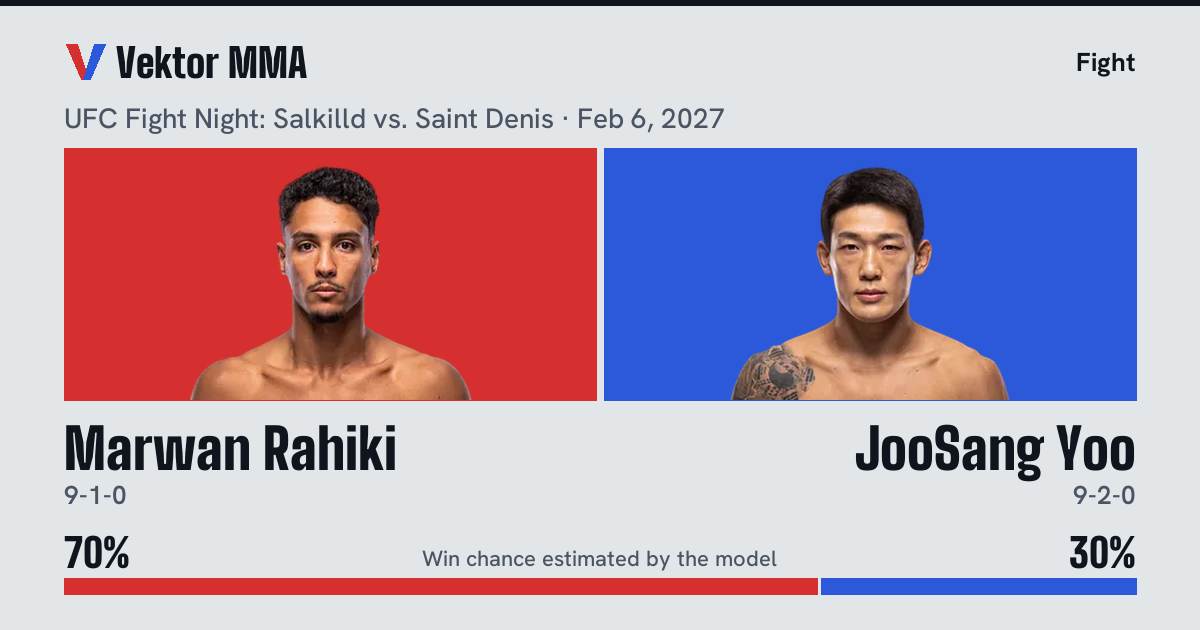 Vektor MMA
Fight
UFC Fight Night: Salkilld vs. Saint Denis · Feb 6, 2027
Marwan Rahiki
JooSang Yoo
9-1-0
9-2-0
70%
Win chance estimated by the model
30%